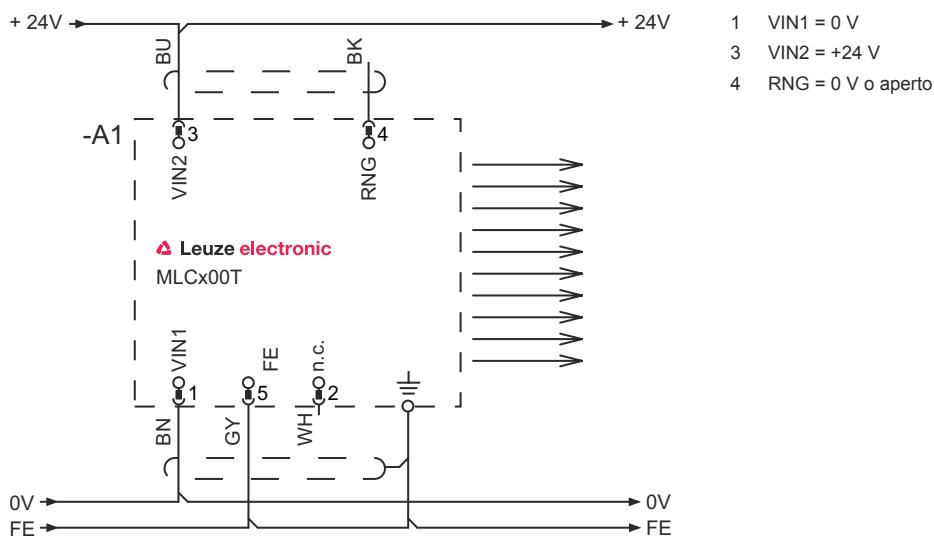 + 24V
+ 24V
1 VIN1 = 0 V
3 VIN2 = +24 V
4 RNG = 0 V o aperto
BU
BK
-A1
3
4
VIN2
RNG
Leuze electronic
MLCx00T
VIN1
FE
n.c.
1
5
2
BN
GY
WH
0V
0V
FE
FE